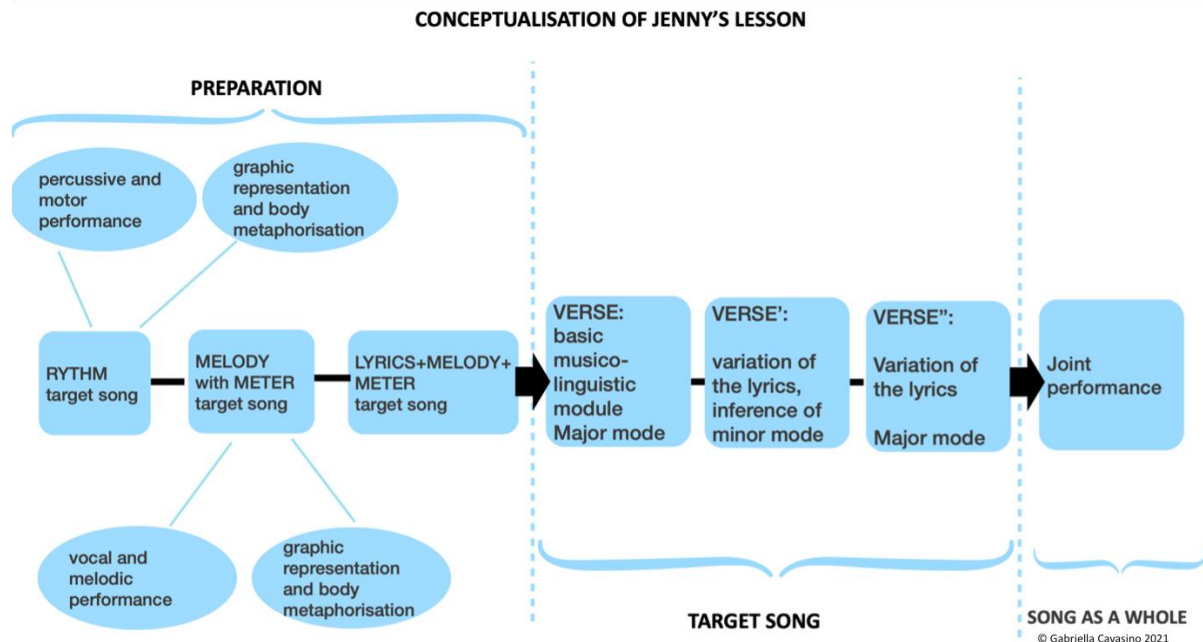 CONCEPTUALISATION OF JENNY'S LESSON
PREPARATION
percussive and
motor
performance
graphic
representation
and body
metaphorisation
RYTHM
target song
MELODY
with METER
target song
LYRICS+MELODY+
METER
target song
VERSE:
basic
musico-
linguistic
module
Major mode
VERSE':
variation of
the lyrics,
inference of
minor mode
VERSE":
Variation of
the lyrics
Major mode
Joint
performance
vocal and
melodic
performance
graphic
representation
and body
metaphorisation
TARGET SONG
SONG AS A WHOLE
© Gabriella Cavasino 2021